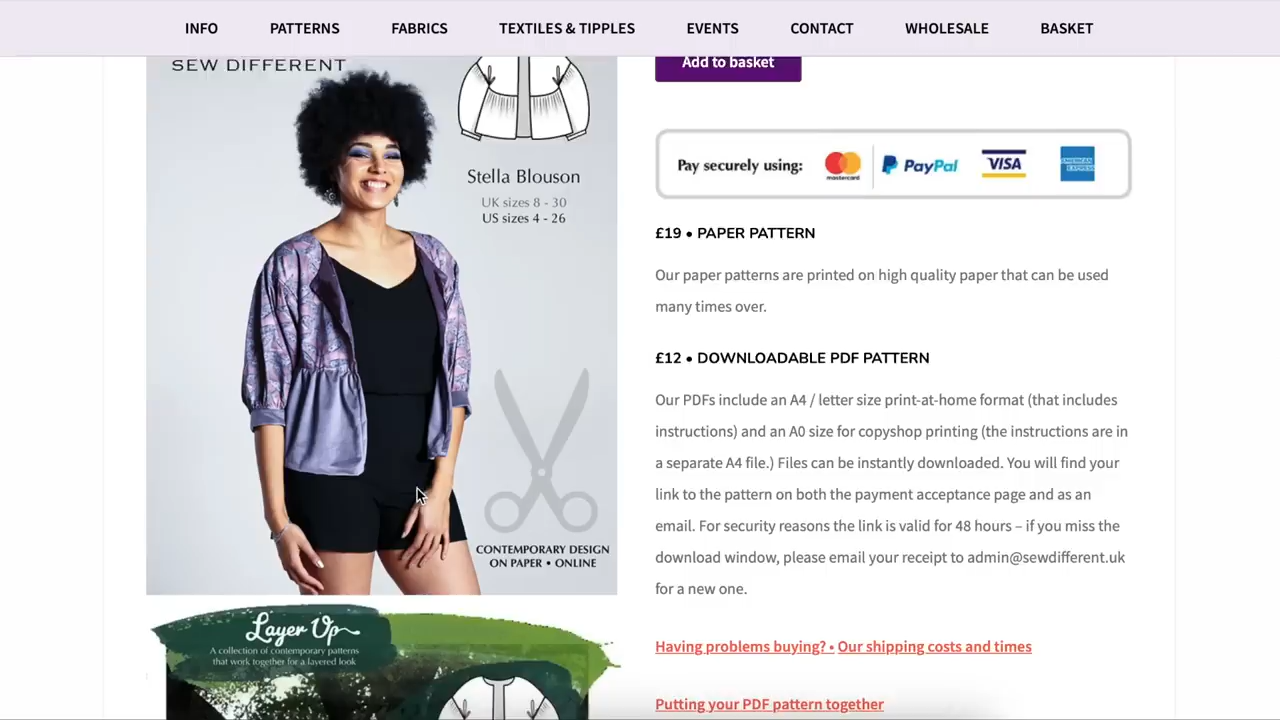 INFO PATTERNS FABRICS TEXTILES & TIPPLES EVENTS CONTACT WHOLESALE BASKET
SEW DIFFERENT
Stella Blouson
UK sizes 8 - 30
US sizes 4 - 26
CONTEMPORARY DESIGN
ON PAPER • ONLINE
Layer Up
A collection of contemporary patterns
that work together for a layered look
Add to basket
Pay securely using: mastercard PayPal VISA AMERICAN EXPRESS
£19 • PAPER PATTERN
Our paper patterns are printed on high quality paper that can be used
many times over.
£12 • DOWNLOADABLE PDF PATTERN
Our PDFs include an A4 / letter size print-at-home format (that includes
instructions) and an A0 size for copyshop printing (the instructions are in
a separate A4 file.) Files can be instantly downloaded. You will find your
link to the pattern on both the payment acceptance page and as an
email. For security reasons the link is valid for 48 hours – if you miss the
download window, please email your receipt to admin@sewdifferent.uk
for a new one.
Having problems buying? • Our shipping costs and times
Putting your PDF pattern together